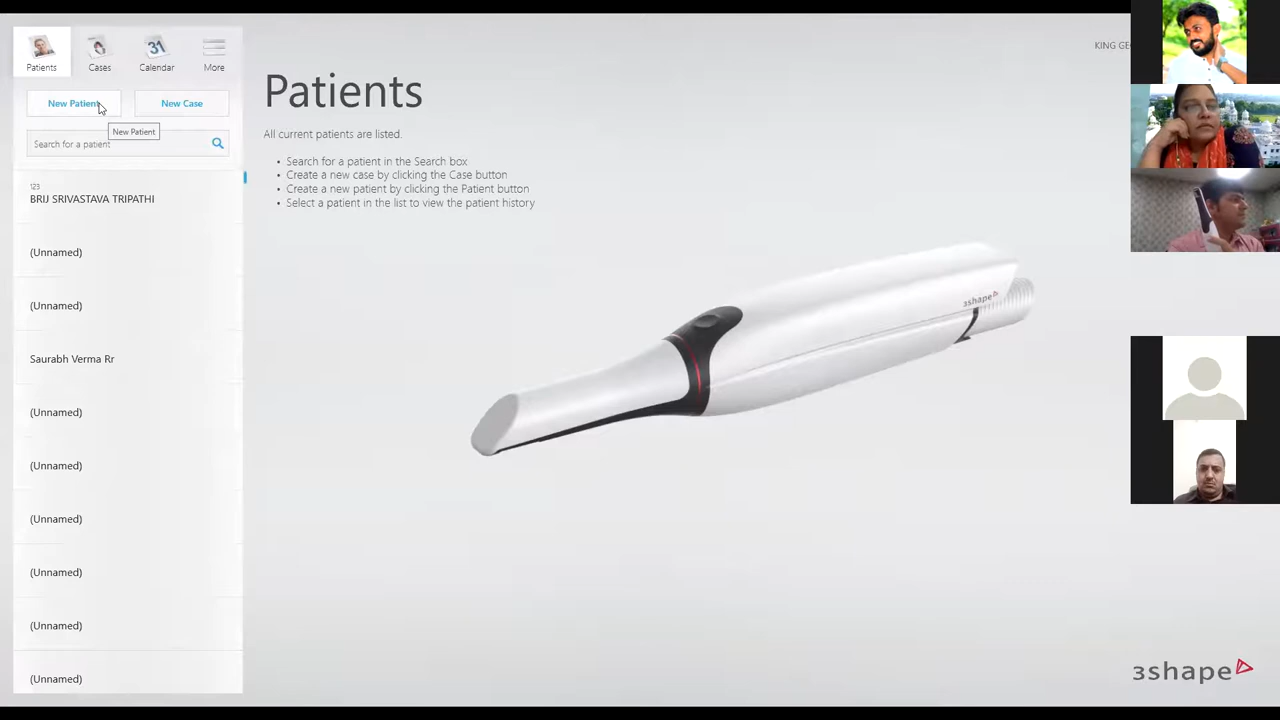 Patients
Cases
31
Calendar
More
KING GE
New Patient
New Case
New Patient
Search for a patient
Patients
All current patients are listed.
• Search for a patient in the Search box
• Create a new case by clicking the Case button
• Create a new patient by clicking the Patient button
• Select a patient in the list to view the patient history
123
BRIJ SRIVASTAVA TRIPATHI
(Unnamed)
(Unnamed)
Saurabh Verma Rr
(Unnamed)
(Unnamed)
(Unnamed)
(Unnamed)
(Unnamed)
(Unnamed)
3shape
3shape